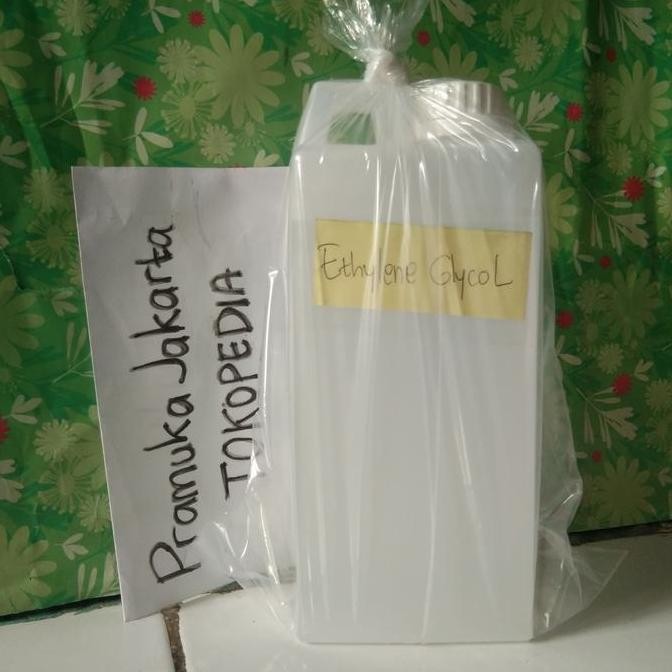 Pramuka Jakarta
TOKOPEDIA
Ethylene GlycoL